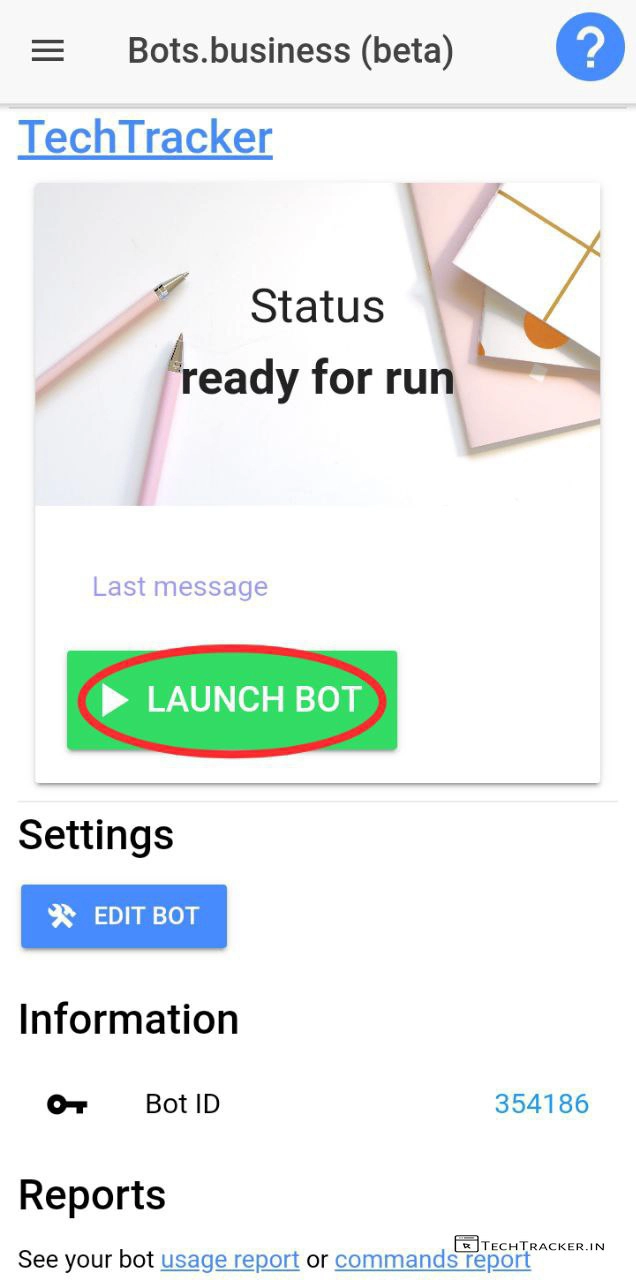 Bots.business (beta)
?
TechTracker
Status
ready for run
Last message
LAUNCH BOT
Settings
EDIT BOT
Information
Bot ID 354186
Reports
TECHTRACKER.IN
See your bot usage report or commands report